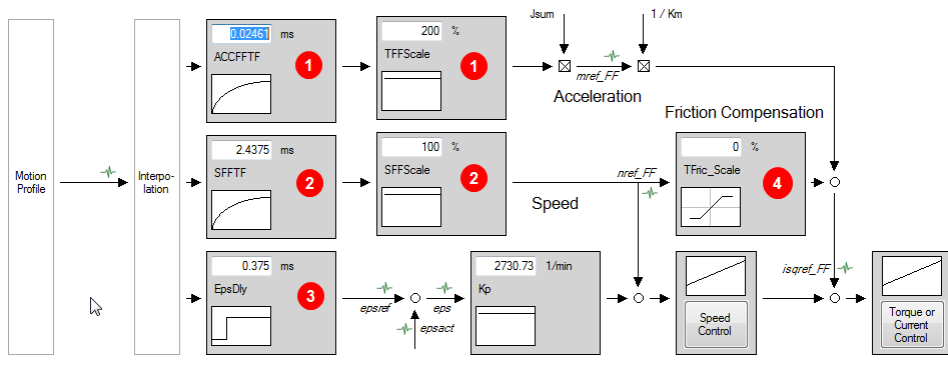 Jsum
1 / Km
0.02461 ms
ACCFFTF
1
200 %
TFFScale
1
mref_FF
Acceleration
Friction Compensation
Motion
Profile
Interpo-
lation
2.4375 ms
SFFTF
2
100 %
SFFScale
2
nref_FF
Speed
0 %
TFric_Scale
4
0.375 ms
EpsDly
3
epsref
eps
epsact
2730.73 1/min
Kp
Speed
Control
isqref_FF
Torque or
Current
Control